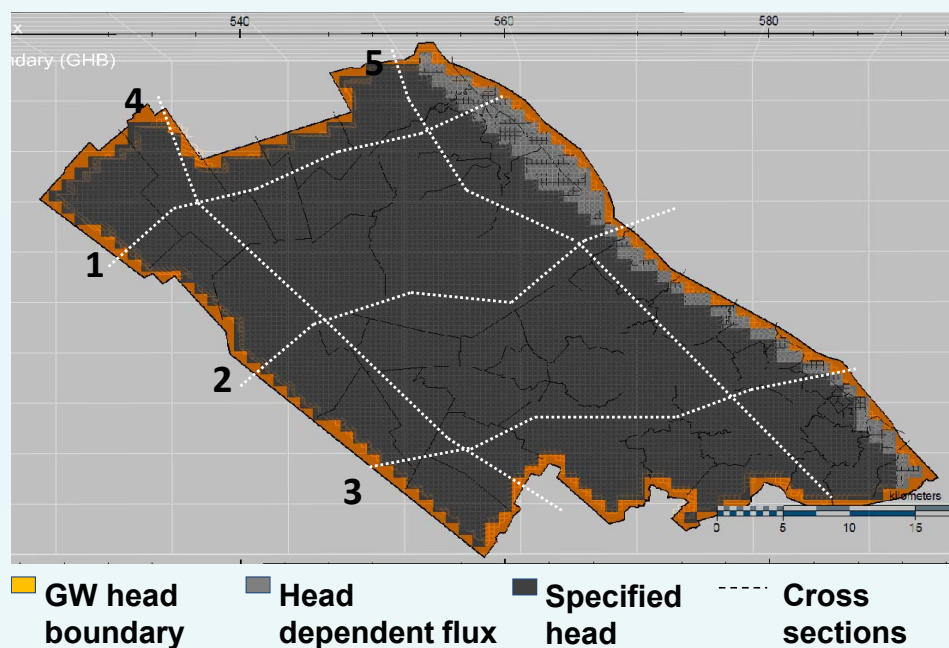 x
540
560
580
ndary (GHB)
5
4
1
2
3
kilometers
0 5 10 15
GW head boundary
Head dependent flux
Specified head
Cross sections